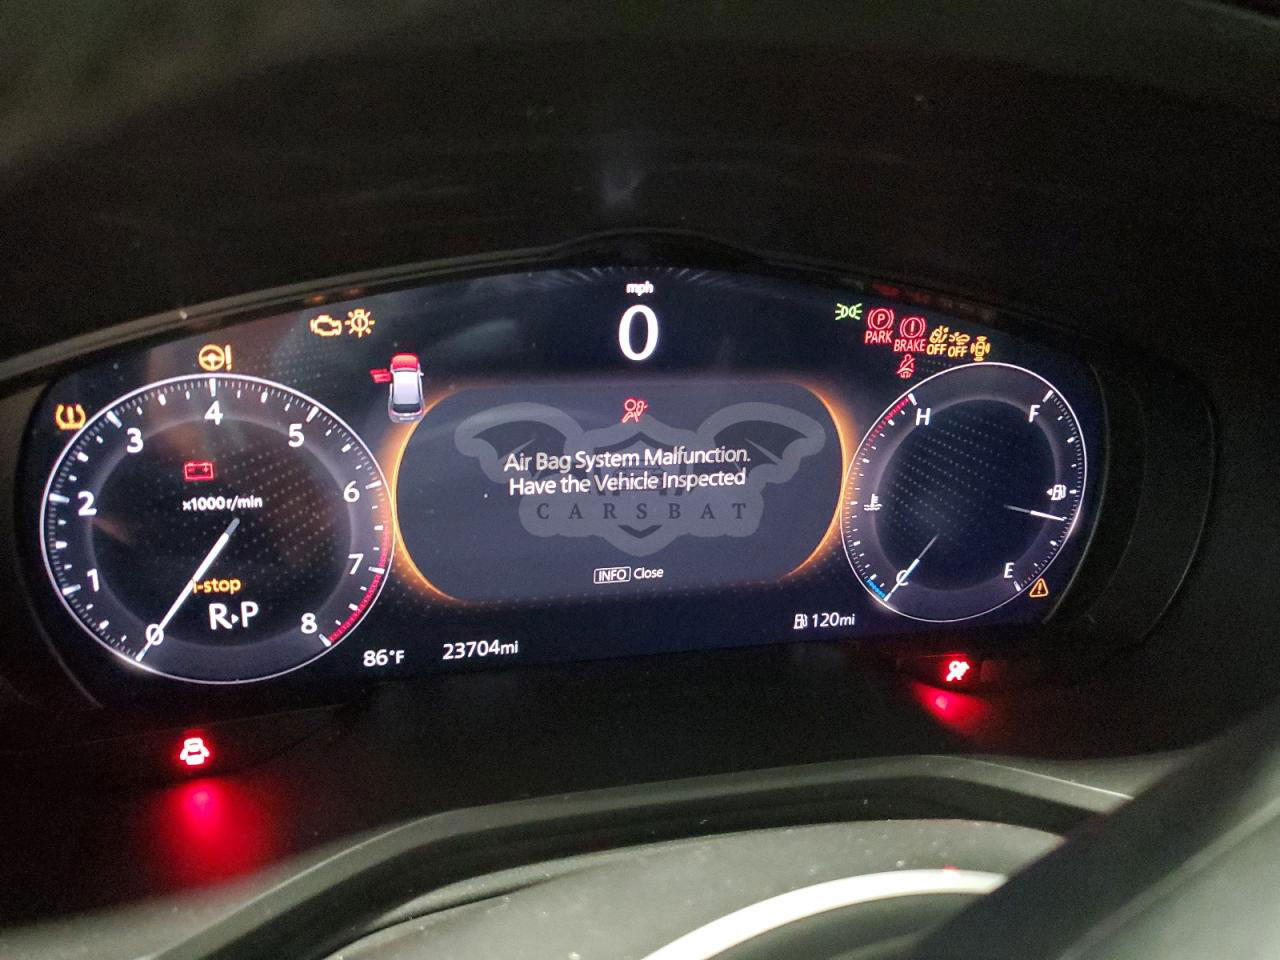 mph
0
PARK
BRAKE
OFF OFF
4
3
5
2
6
x1000r/min
1
7
i-stop
R▸P
0
8
H
F
C
E
Air Bag System Malfunction.
Have the Vehicle Inspected
CARSBAT
INFO Close
86°F
23704mi
120mi